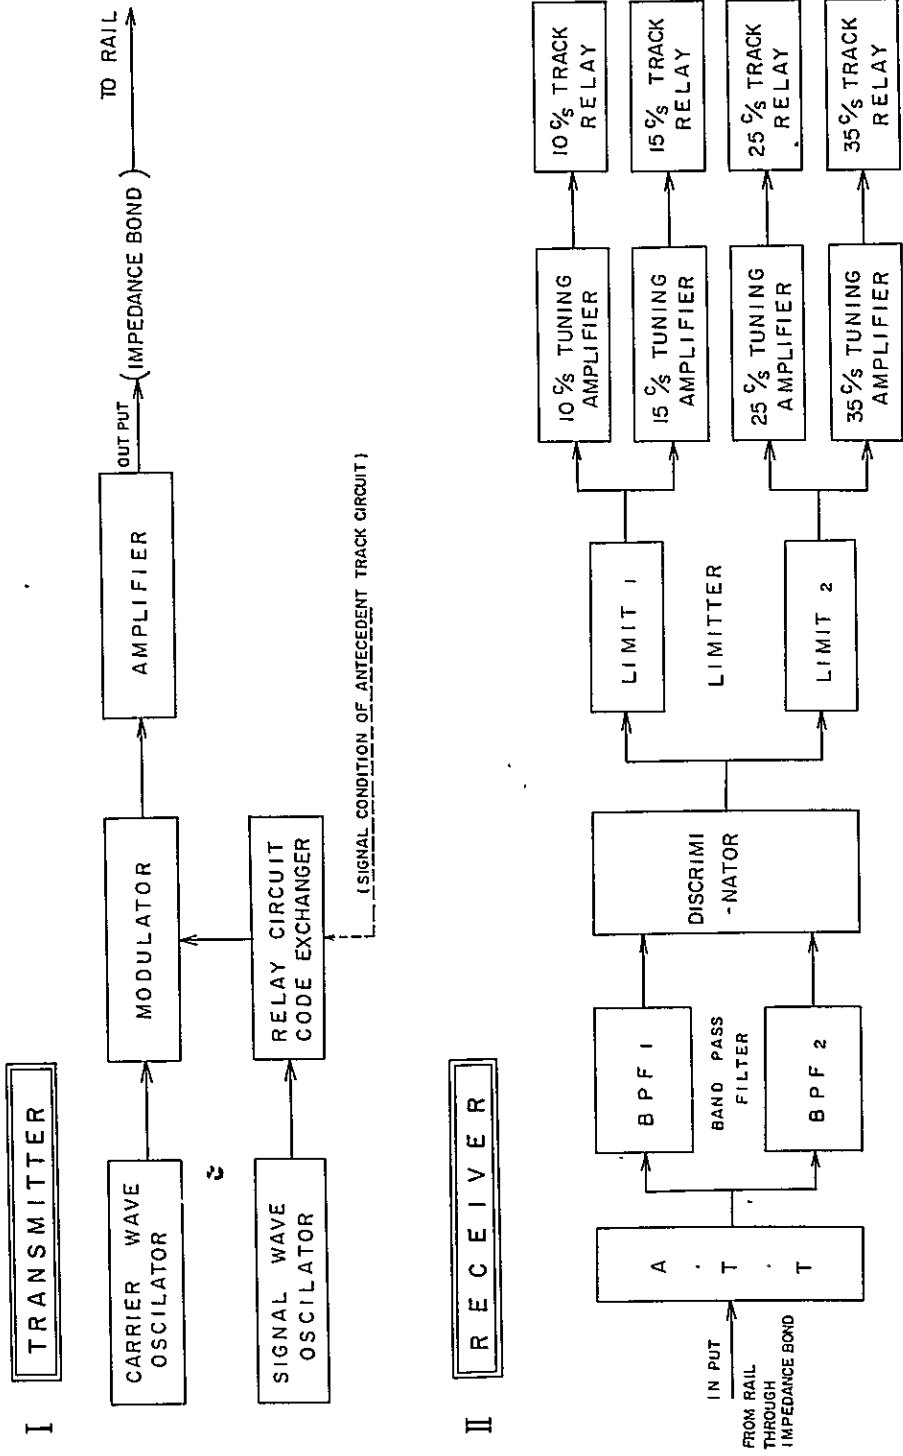 I TRANSMITTER
CARRIER WAVE
OSCILATOR
MODULATOR
AMPLIFIER
OUT PUT
(IMPEDANCE BOND)
TO RAIL
SIGNAL WAVE
OSCILATOR
RELAY CIRCUIT
CODE EXCHANGER
(SIGNAL CONDITION OF ANTECEDENT TRACK CIRCUIT)
II RECEIVER
IN PUT
FROM RAIL
THROUGH
IMPEDANCE BOND
A.T.T
BPF 1
BAND PASS
FILTER
BPF 2
DISCRIMI
-NATOR
LIMIT 1
LIMITTER
LIMIT 2
10 C/S TUNING
AMPLIFIER
15 C/S TUNING
AMPLIFIER
25 C/S TUNING
AMPLIFIER
35 C/S TUNING
AMPLIFIER
10 C/S TRACK
RELAY
15 C/S TRACK
RELAY
25 C/S TRACK
RELAY
35 C/S TRACK
RELAY